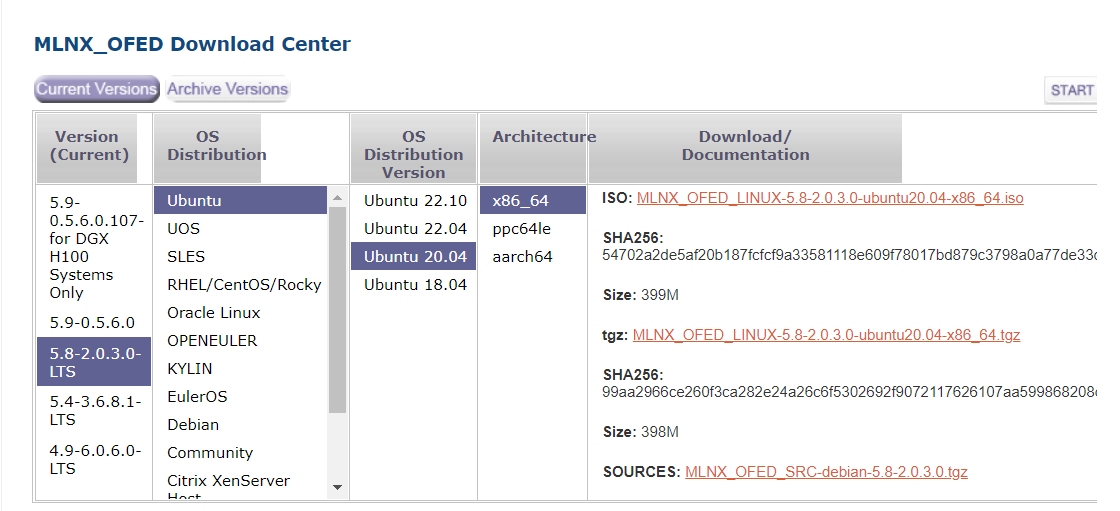 MLNX_OFED Download Center
Current Versions
Archive Versions
START
Version
(Current)
OS
Distribution
OS
Distribution
Version
Architecture
Download/
Documentation
5.9-
0.5.6.0.107-
for DGX
H100
Systems
Only
5.9-0.5.6.0
5.8-2.0.3.0-
LTS
5.4-3.6.8.1-
LTS
4.9-6.0.6.0-
LTS
Ubuntu
UOS
SLES
RHEL/CentOS/Rocky
Oracle Linux
OPENEULER
KYLIN
EulerOS
Debian
Community
Citrix XenServer
Host
Ubuntu 22.10
Ubuntu 22.04
Ubuntu 20.04
Ubuntu 18.04
x86_64
ppc64le
aarch64
ISO: MLNX_OFED_LINUX-5.8-2.0.3.0-ubuntu20.04-x86_64.iso
SHA256:
54702a2de5af20b187fcfcf9a33581118e609f78017bd879c3798a0a77de33c
Size: 399M
tgz: MLNX_OFED_LINUX-5.8-2.0.3.0-ubuntu20.04-x86_64.tgz
SHA256:
99aa2966ce260f3ca282e24a26c6f5302692f9072117626107aa599868208c
Size: 398M
SOURCES: MLNX_OFED_SRC-debian-5.8-2.0.3.0.tgz